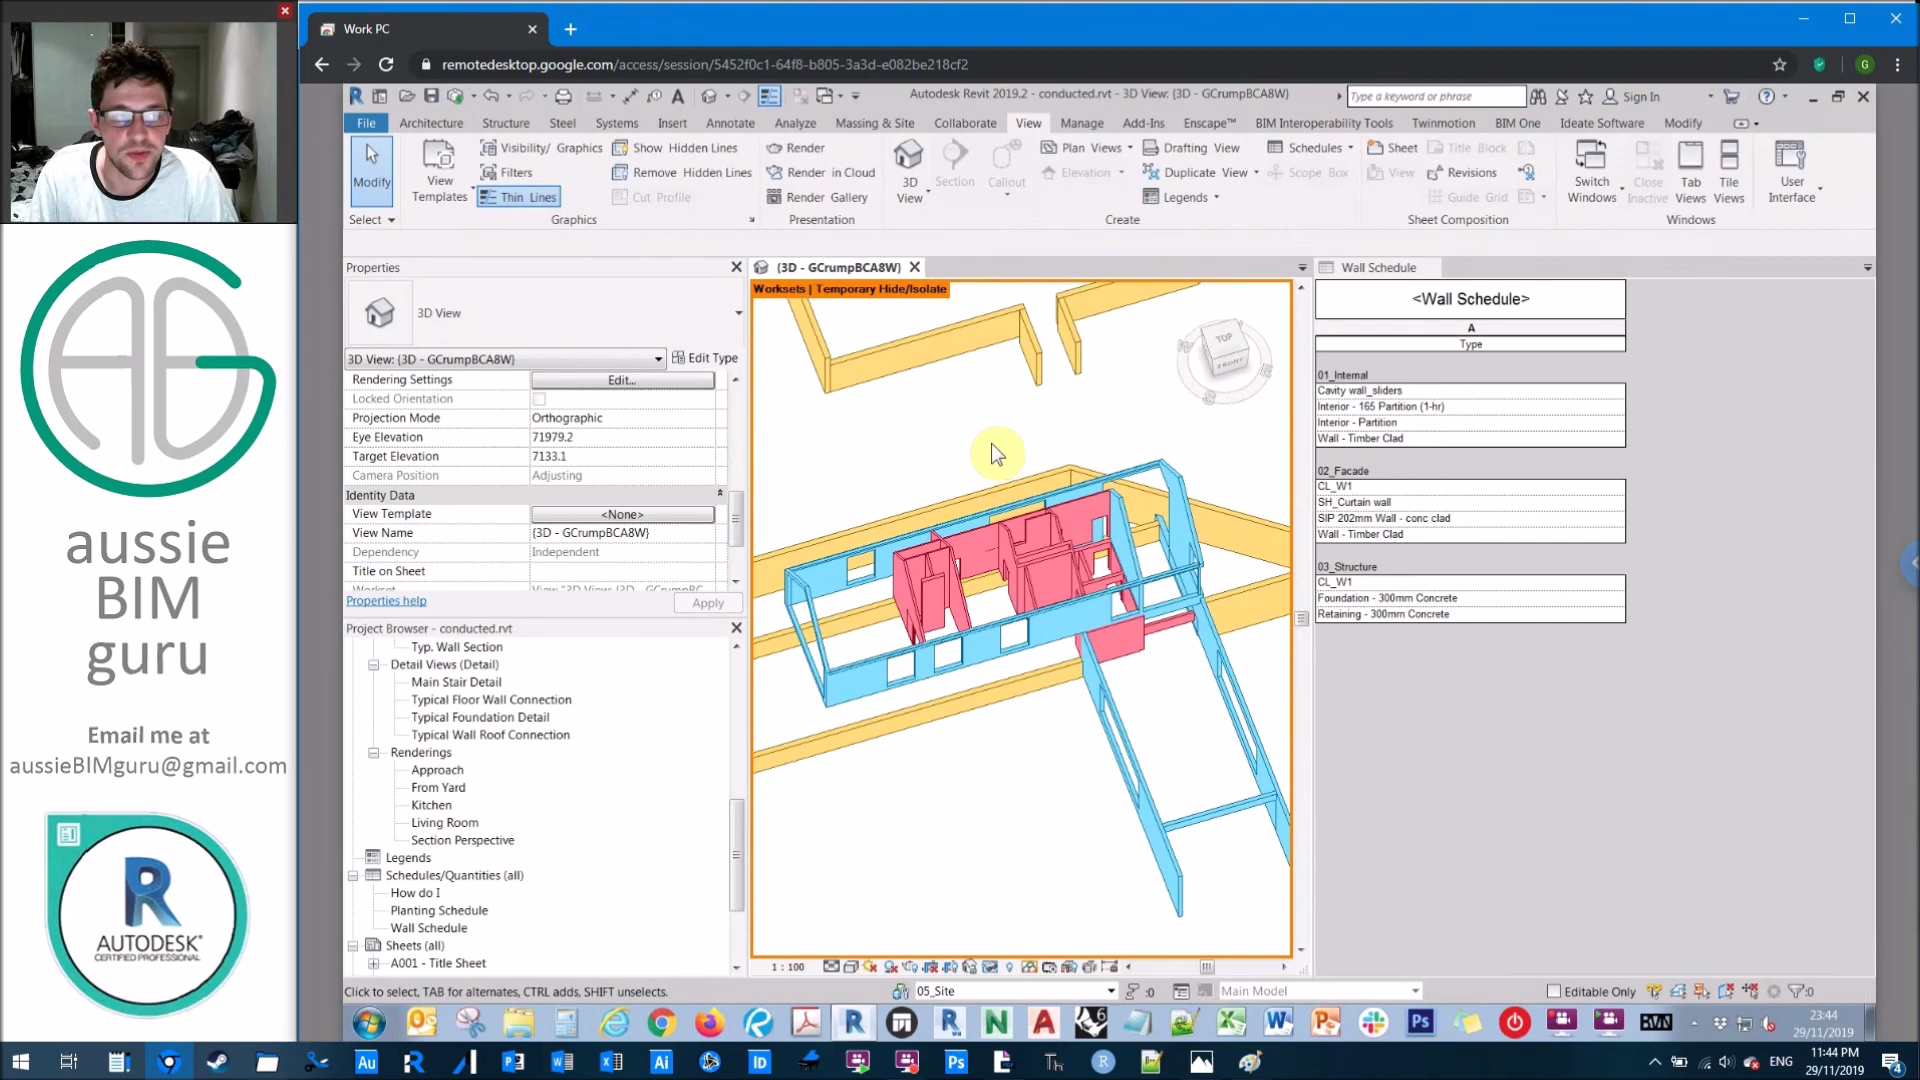 Work PC
remotedesktop.google.com/access/session/5452f0c1-64f8-b805-3a3d-e082be218cf2
G
Autodesk Revit 2019.2 - conducted.rvt - 3D View: {3D - GCrumpBCA8W}
Type a keyword or phrase
Sign In
File Architecture Structure Steel Systems Insert Annotate Analyze Massing & Site Collaborate View Manage Add-Ins Enscape™ BIM Interoperability Tools Twinmotion BIM One Ideate Software Modify
Modify
View Templates
Visibility/ Graphics
Filters
Thin Lines
Show Hidden Lines
Remove Hidden Lines
Cut Profile
Render
Render in Cloud
Render Gallery
3D View
Section
Callout
Plan Views
Elevation
Drafting View
Duplicate View
Legends
Schedules
Scope Box
Sheet
View
Title Block
Revisions
Guide Grid
Switch Windows
Close Inactive
Tab Views
Tile Views
User Interface
Select
Graphics
Presentation
Create
Sheet Composition
Windows
Properties
3D View
3D View: {3D - GCrumpBCA8W}
Edit Type
Rendering Settings Edit...
Locked Orientation
Projection Mode Orthographic
Eye Elevation 71979.2
Target Elevation 7133.1
Camera Position Adjusting
Identity Data
View Template <None>
View Name {3D - GCrumpBCA8W}
Dependency Independent
Title on Sheet
Properties help
Apply
Project Browser - conducted.rvt
Typ. Wall Section
Detail Views (Detail)
Main Stair Detail
Typical Floor Wall Connection
Typical Foundation Detail
Typical Wall Roof Connection
Renderings
Approach
From Yard
Kitchen
Living Room
Section Perspective
Legends
Schedules/Quantities (all)
How do I
Planting Schedule
Wall Schedule
Sheets (all)
A001 - Title Sheet
{3D - GCrumpBCA8W}
Worksets | Temporary Hide/Isolate
TOP
FRONT
1 : 100
Wall Schedule
<Wall Schedule>
A
Type
01_Internal
Cavity wall_sliders
Interior - 165 Partition (1-hr)
Interior - Partition
Wall - Timber Clad
02_Facade
CL_W1
SH_Curtain wall
SIP 202mm Wall - conc clad
Wall - Timber Clad
03_Structure
CL_W1
Foundation - 300mm Concrete
Retaining - 300mm Concrete
Click to select, TAB for alternates, CTRL adds, SHIFT unselects.
05_Site
:0
Main Model
Editable Only
:0
23:44
29/11/2019
BVN
ENG
11:44 PM
29/11/2019
4
aussie
BIM
guru
Email me at
aussieBIMguru@gmail.com
R
AUTODESK®
CERTIFIED PROFESSIONAL